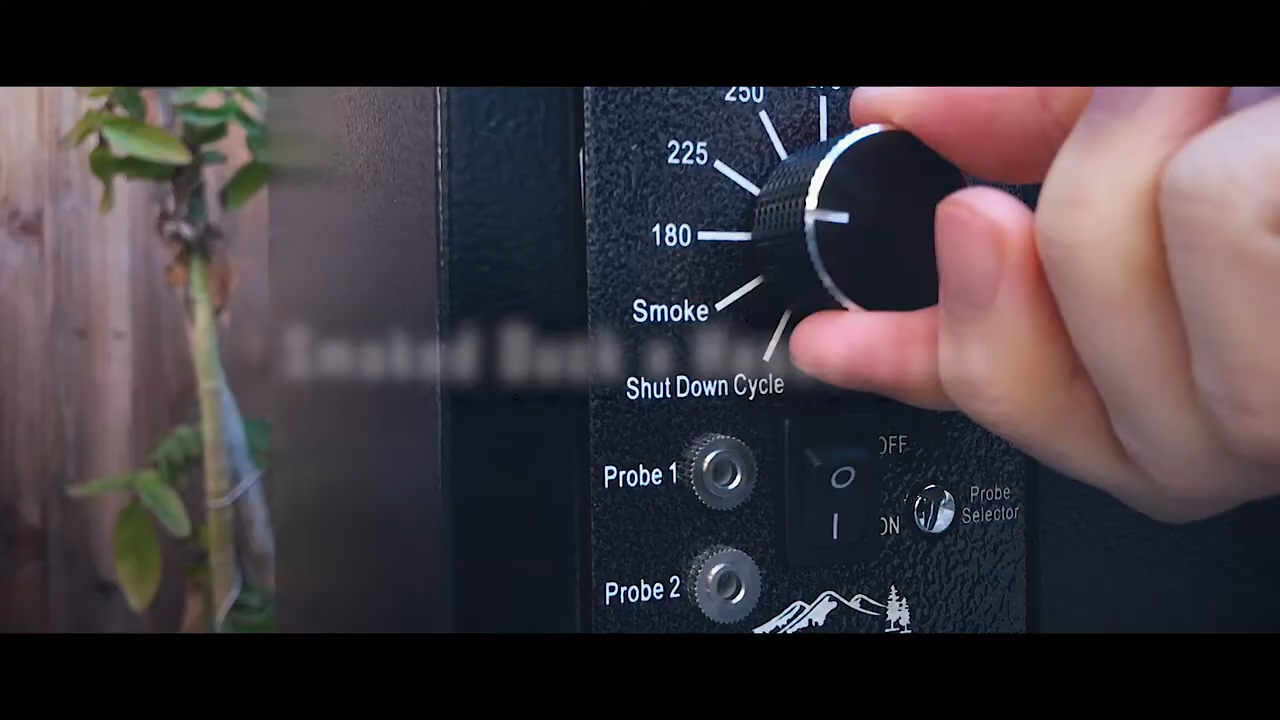 250
225
180
Smoke
Shut Down Cycle
OFF
Probe 1
Probe
Selector
ON
Probe 2